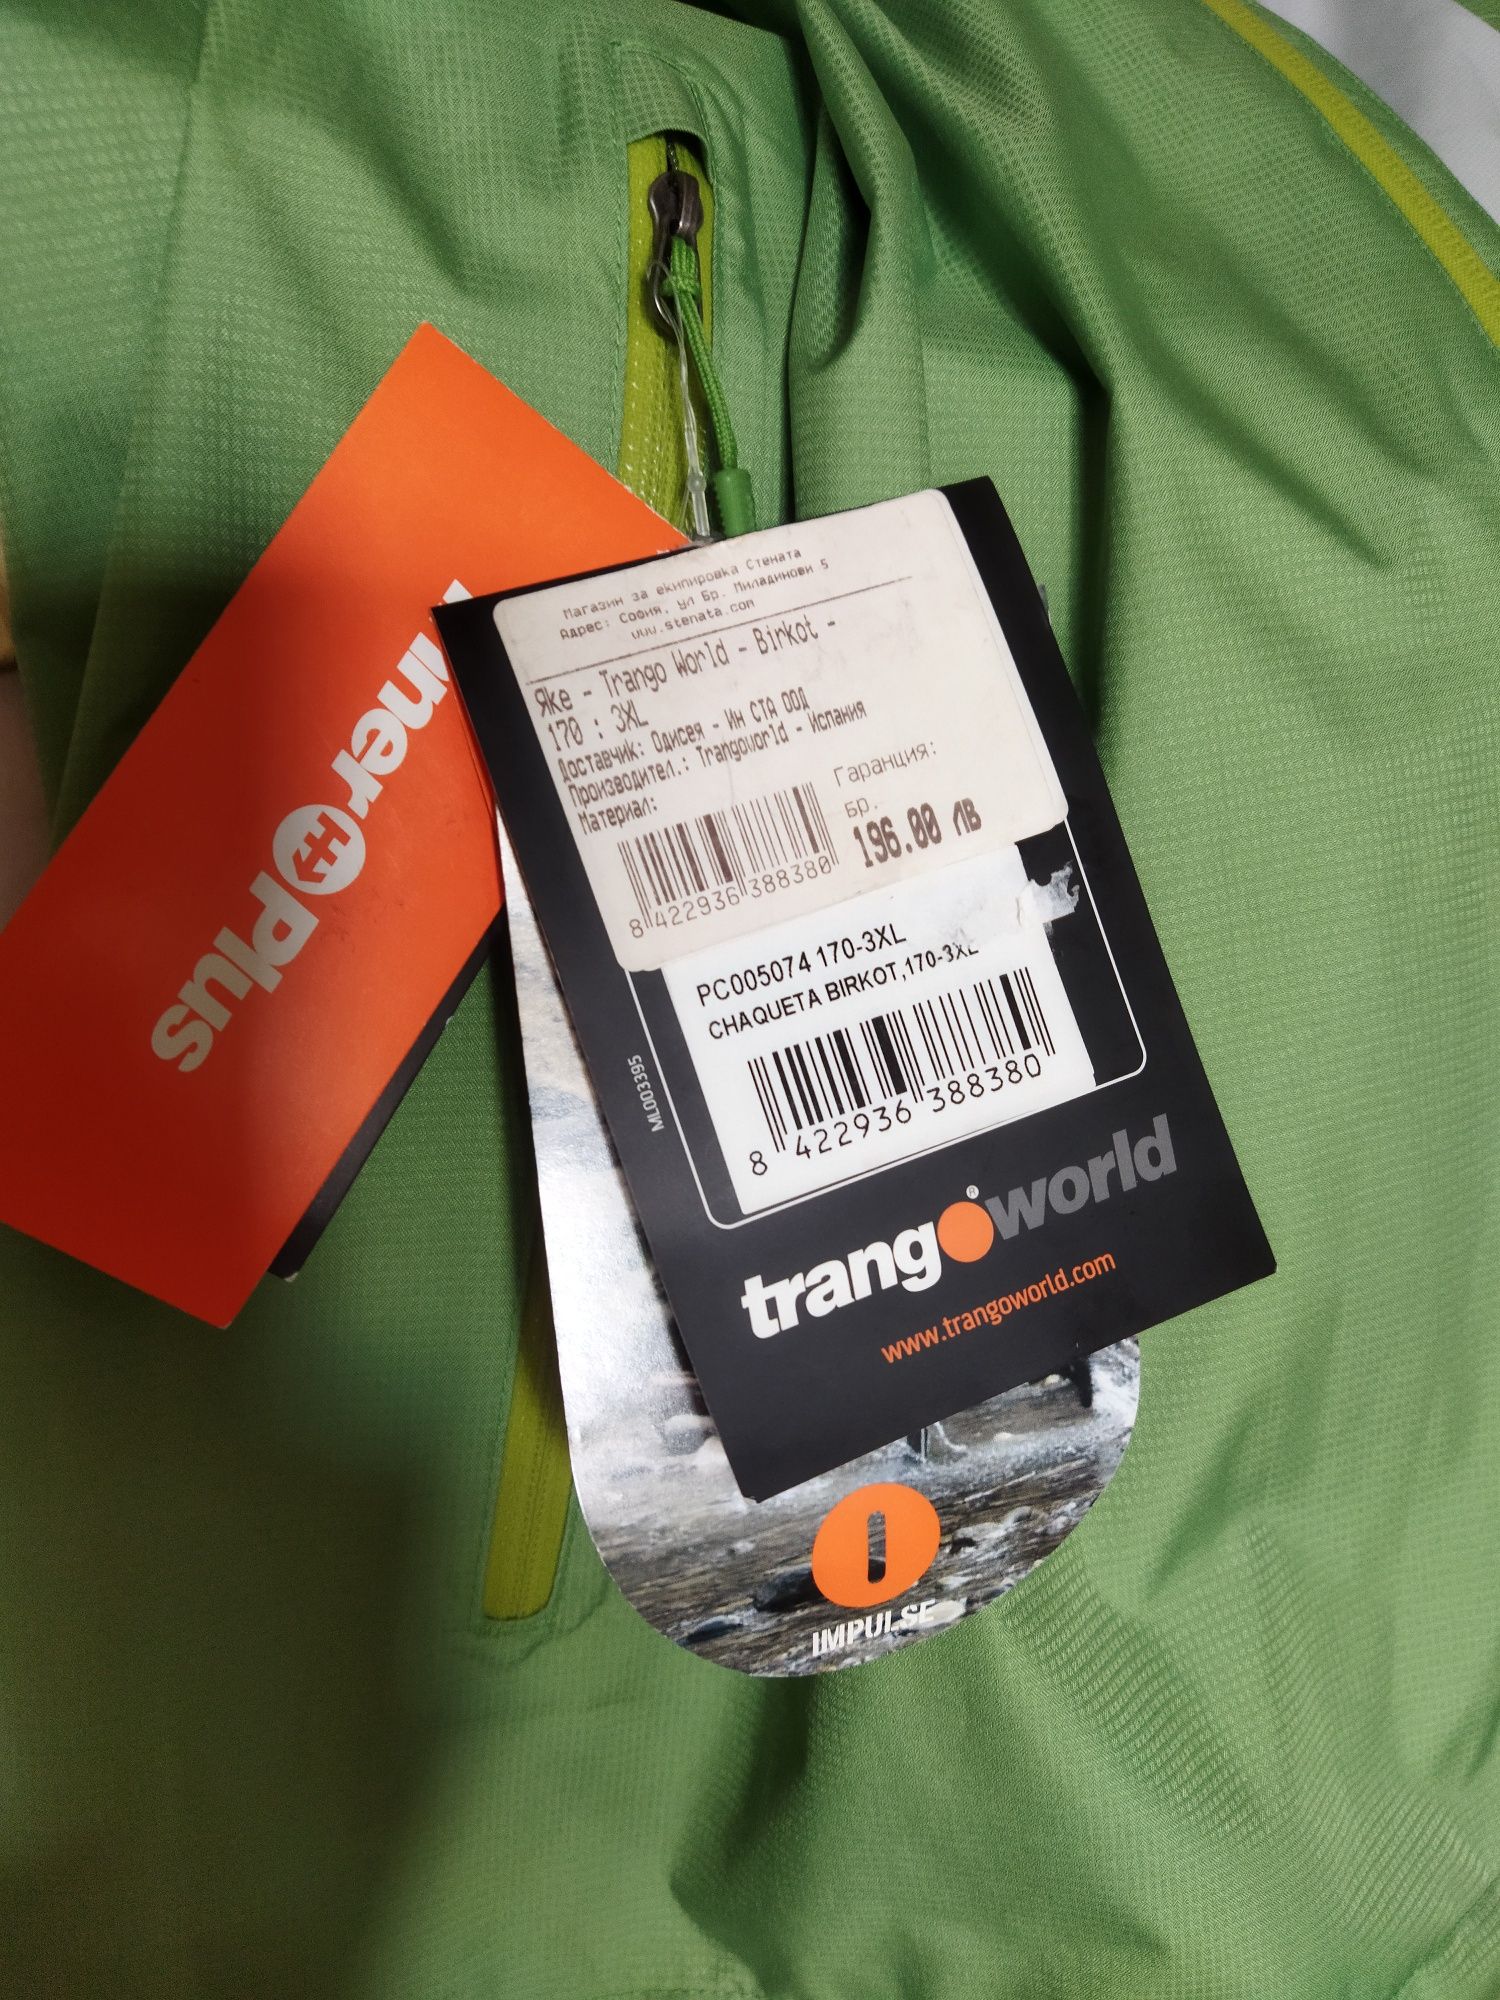 Магазин за екипировка Стената
Адрес: София, ул Бр. Миладинови 5
www.stenata.com
Яке - Trango World - Birkot -
170 : 3XL
Доставчик: Одисея - Ин СТА ООД
Производител.: Trangoworld - Испания
Материал:
Гаранция:
бр.
196.00 лв
8 422936 388380
PC005074 170-3XL
CHAQUETA BIRKOT,170-3XL
8 422936 388380
ML003395
trangoworld®
www.trangoworld.com
IMPULSE
plus